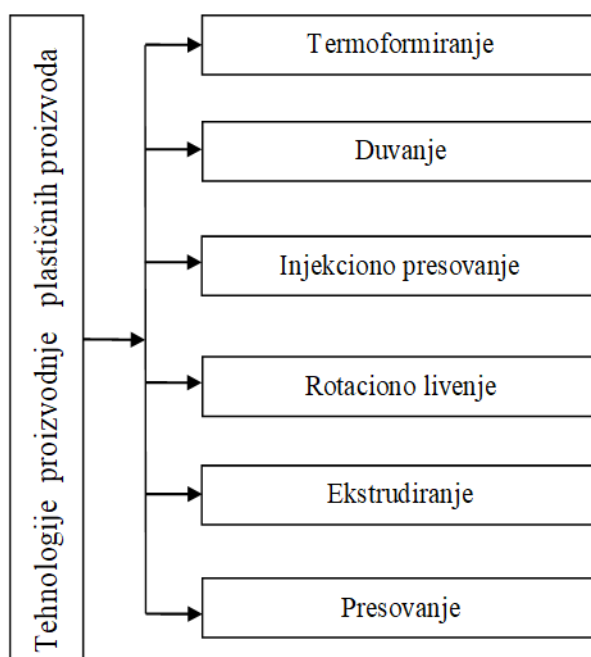 Tehnologije proizvodnje plastičnih proizvoda
Termoformiranje
Duvanje
Injekciono presovanje
Rotaciono livenje
Ekstrudiranje
Presovanje